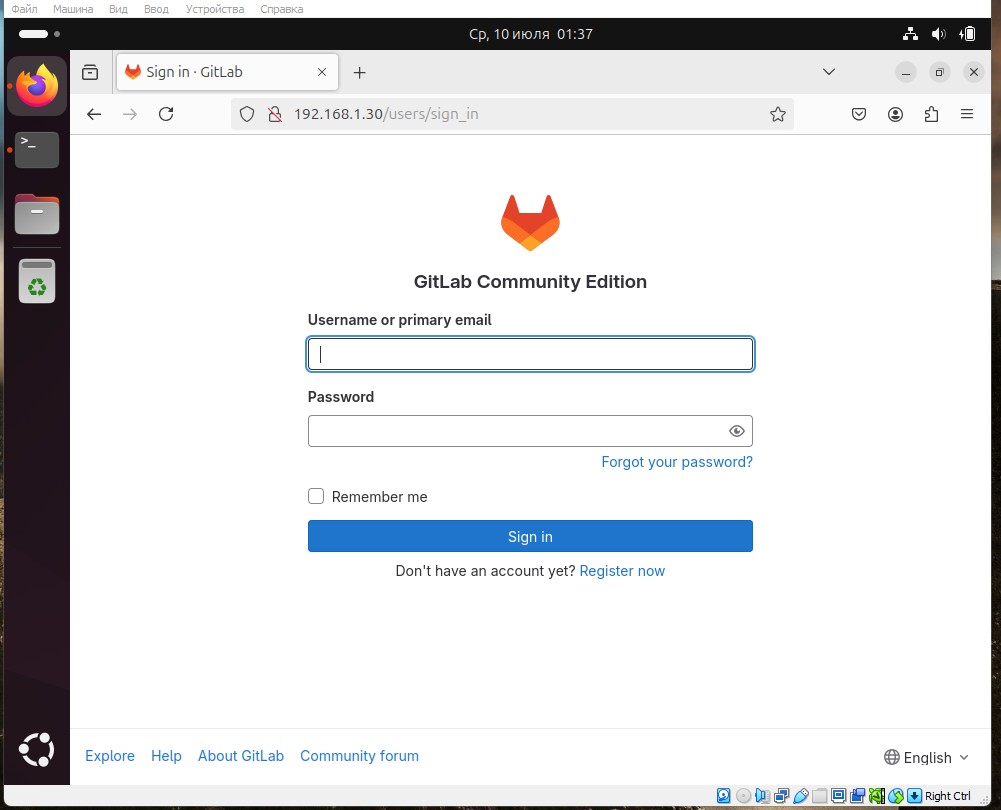 Файл Машина Вид Ввод Устройства Справка
Ср, 10 июля 01:37
Sign in · GitLab
192.168.1.30/users/sign_in
>_
GitLab Community Edition
Username or primary email
Password
Forgot your password?
Remember me
Sign in
Don't have an account yet? Register now
Explore Help About GitLab Community forum
English
Right Ctrl